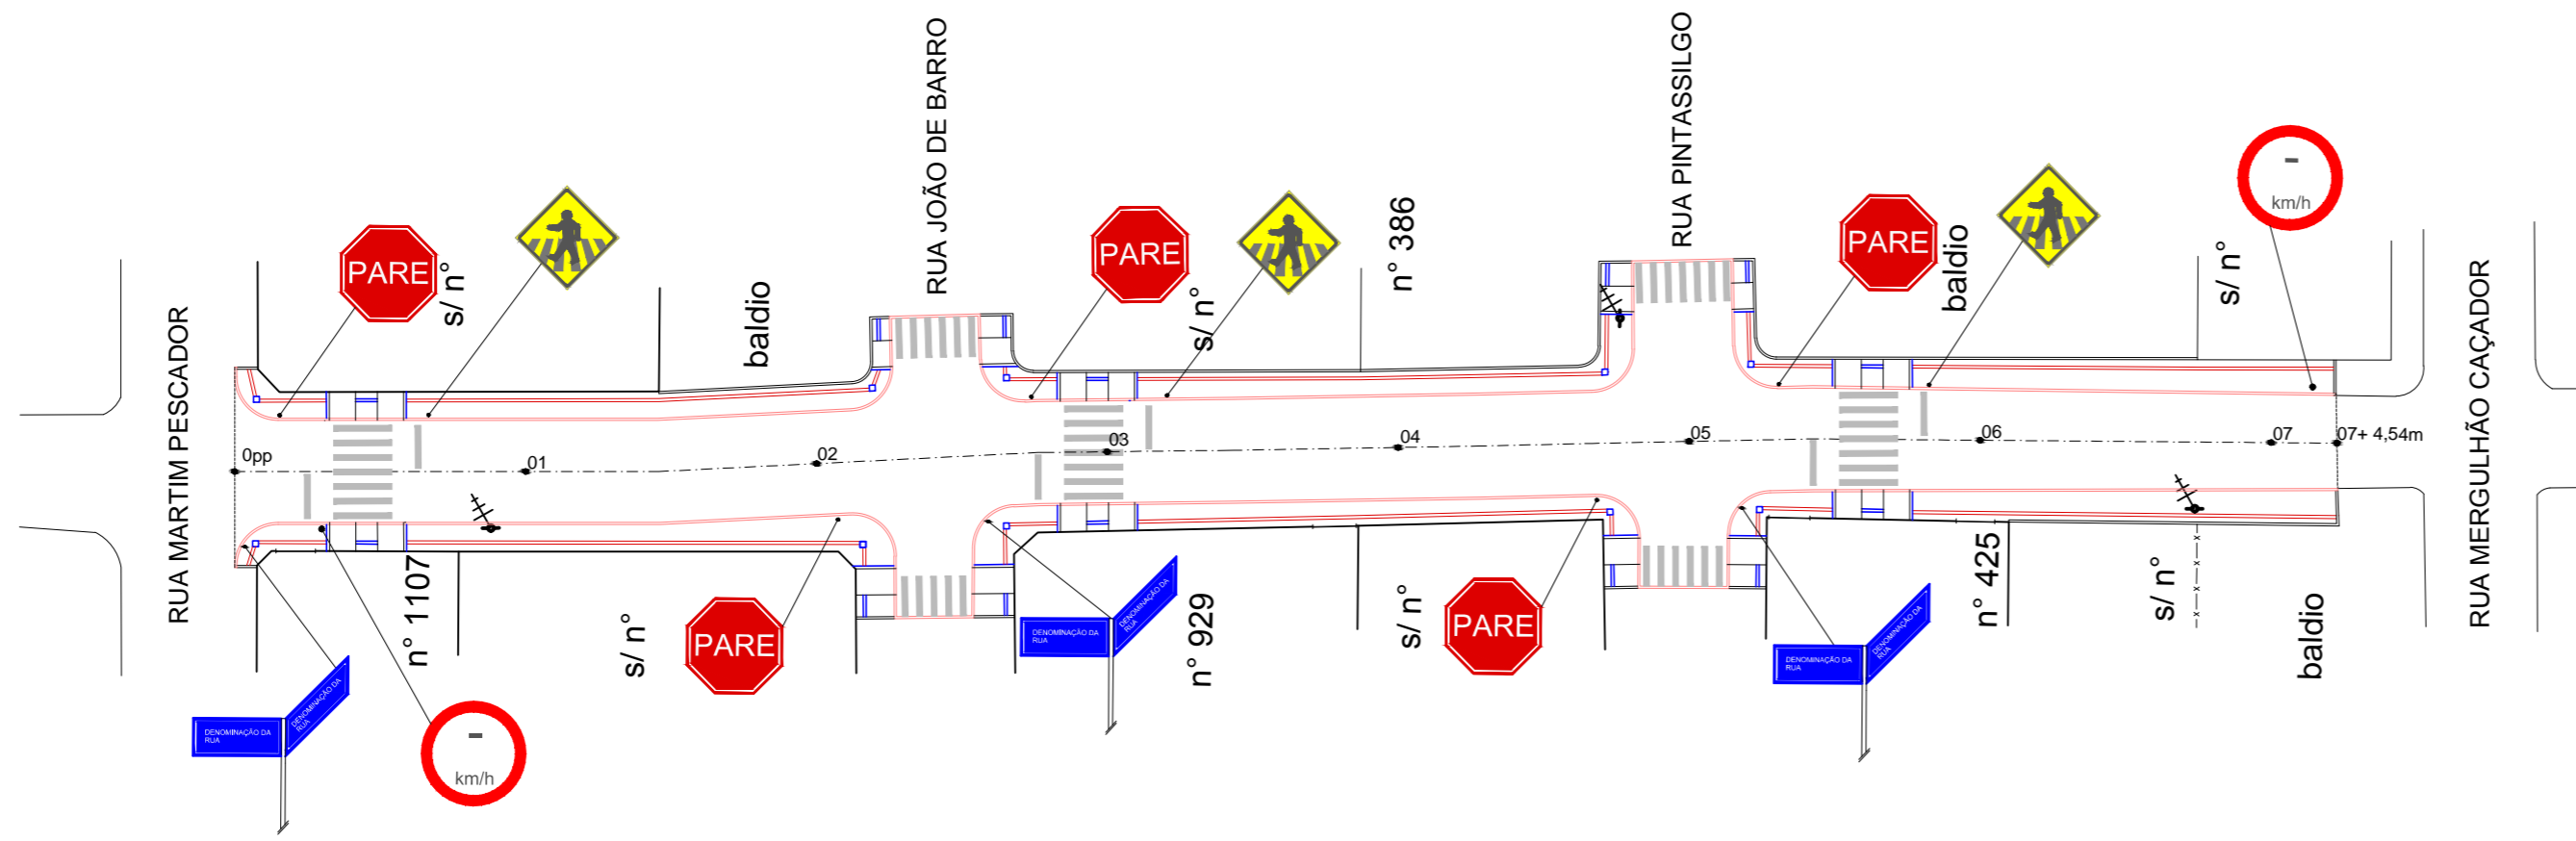 RUA MARTIM PESCADOR
PARE
s/ n°
baldio
RUA JOÃO DE BARRO
PARE
s/ n°
n° 386
RUA PINTASSILGO
PARE
baldio
s/ n°
-
km/h
RUA MERGULHÃO CAÇADOR
0pp
01
02
03
04
05
06
07
07+ 4,54m
n° 1107
s/ n°
PARE
n° 929
s/ n°
PARE
n° 425
s/ n°
baldio
DENOMINAÇÃO DA
RUA
DENOMINAÇÃO DA
RUA
-
km/h
DENOMINAÇÃO DA
RUA
DENOMINAÇÃO DA
RUA
DENOMINAÇÃO DA
RUA
DENOMINAÇÃO DA
RUA